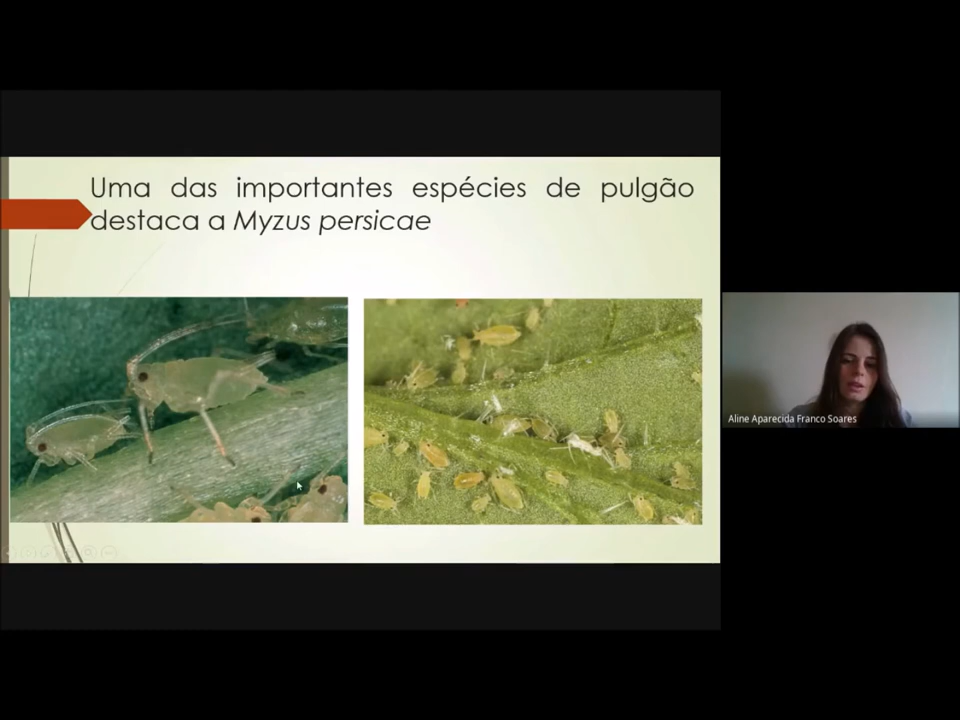 Uma das importantes espécies de pulgão
destaca a Myzus persicae
Aline Aparecida Franco Soares